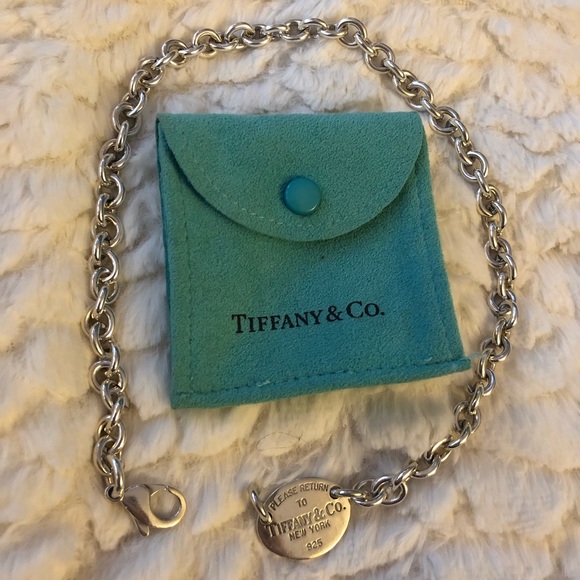 TIFFANY & CO.
PLEASE RETURN
TO
TIFFANY & CO.
NEW YORK
925